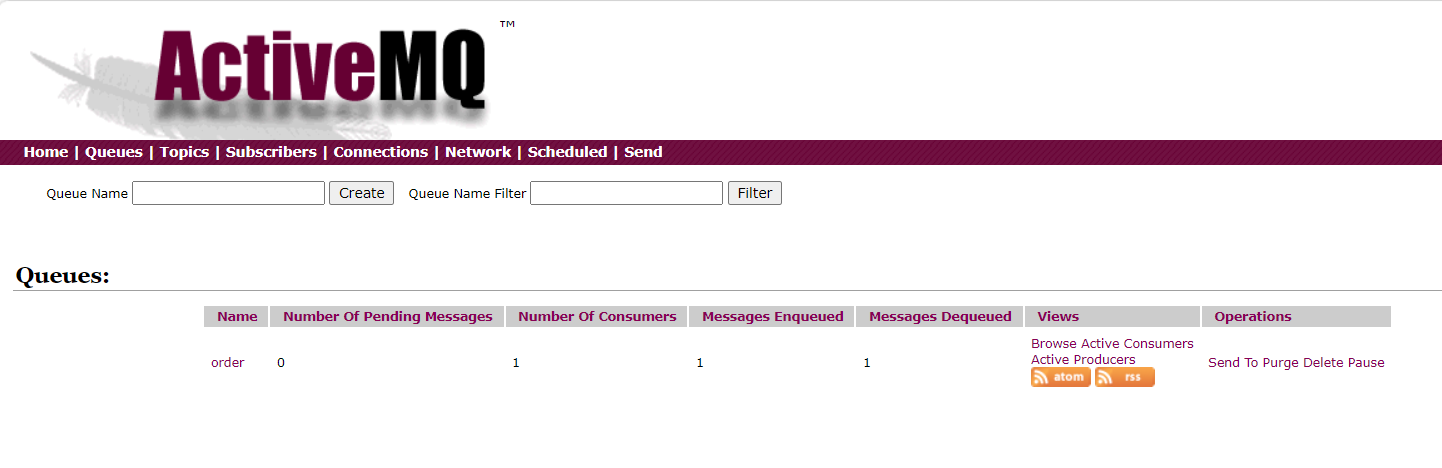 ActiveMQ™
Home | Queues | Topics | Subscribers | Connections | Network | Scheduled | Send
Queue Name Create Queue Name Filter Filter
Queues:
Name Number Of Pending Messages Number Of Consumers Messages Enqueued Messages Dequeued Views Operations
order 0 1 1 1 Browse Active Consumers
Active Producers
atom rss
Send To Purge Delete Pause